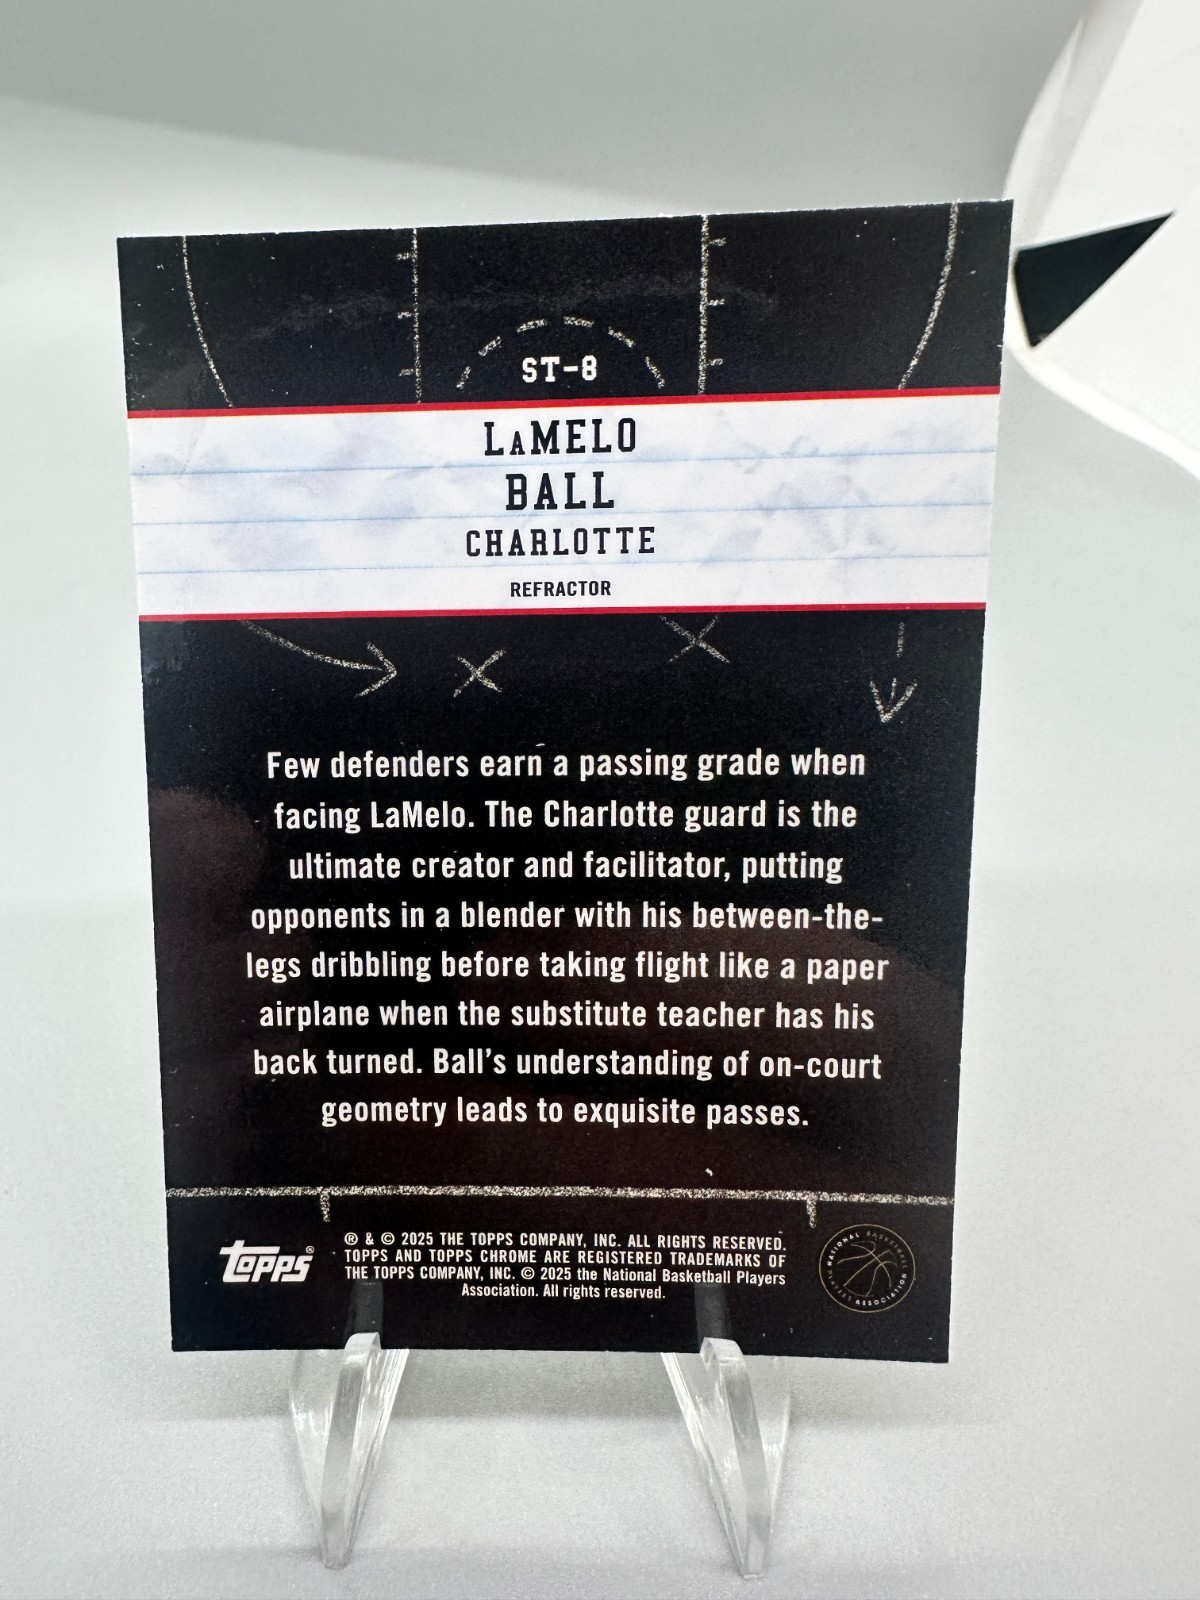 ST-8
LaMELO
BALL
CHARLOTTE
REFRACTOR
Few defenders earn a passing grade when
facing LaMelo. The Charlotte guard is the
ultimate creator and facilitator, putting
opponents in a blender with his between-the-
legs dribbling before taking flight like a paper
airplane when the substitute teacher has his
back turned. Ball’s understanding of on-court
geometry leads to exquisite passes.
topps®
® & © 2025 THE TOPPS COMPANY, INC. ALL RIGHTS RESERVED.
TOPPS AND TOPPS CHROME ARE REGISTERED TRADEMARKS OF
THE TOPPS COMPANY, INC. © 2025 the National Basketball Players
Association. All rights reserved.
NATIONAL BASKETBALL PLAYERS ASSOCIATION